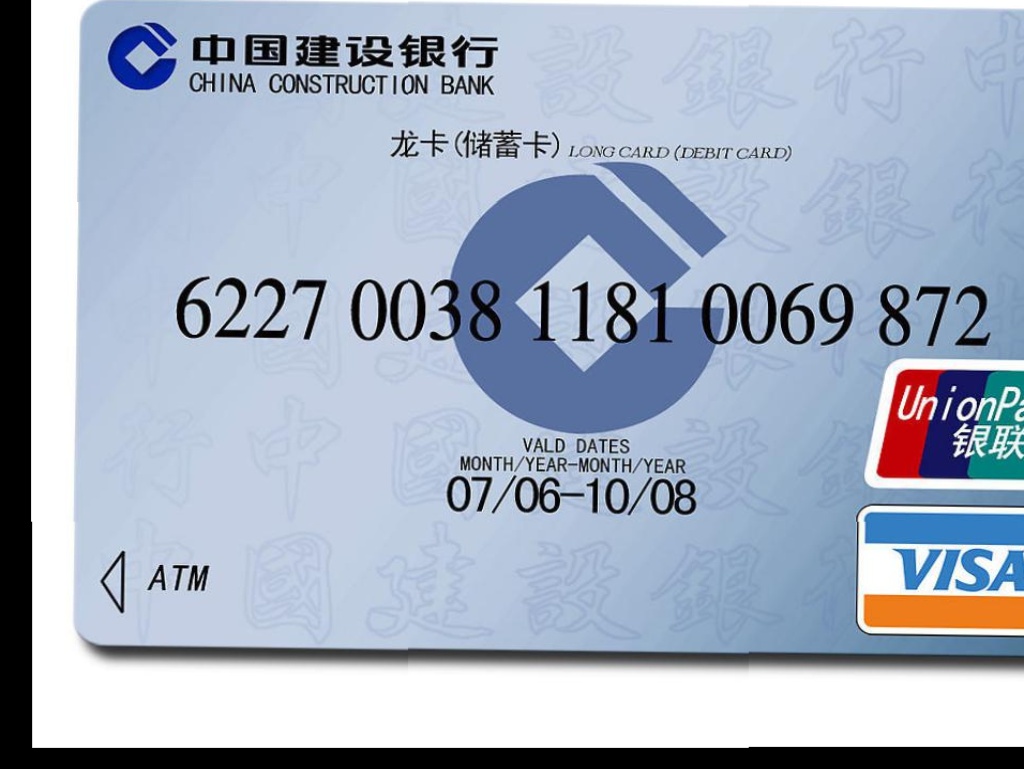 中国建设银行
CHINA CONSTRUCTION BANK
龙卡(储蓄卡) LONG CARD (DEBIT CARD)
6227 0038 1181 0069 872
UnionPa
银联
VALD DATES
MONTH/YEAR-MONTH/YEAR
07/06-10/08
ATM
VISA